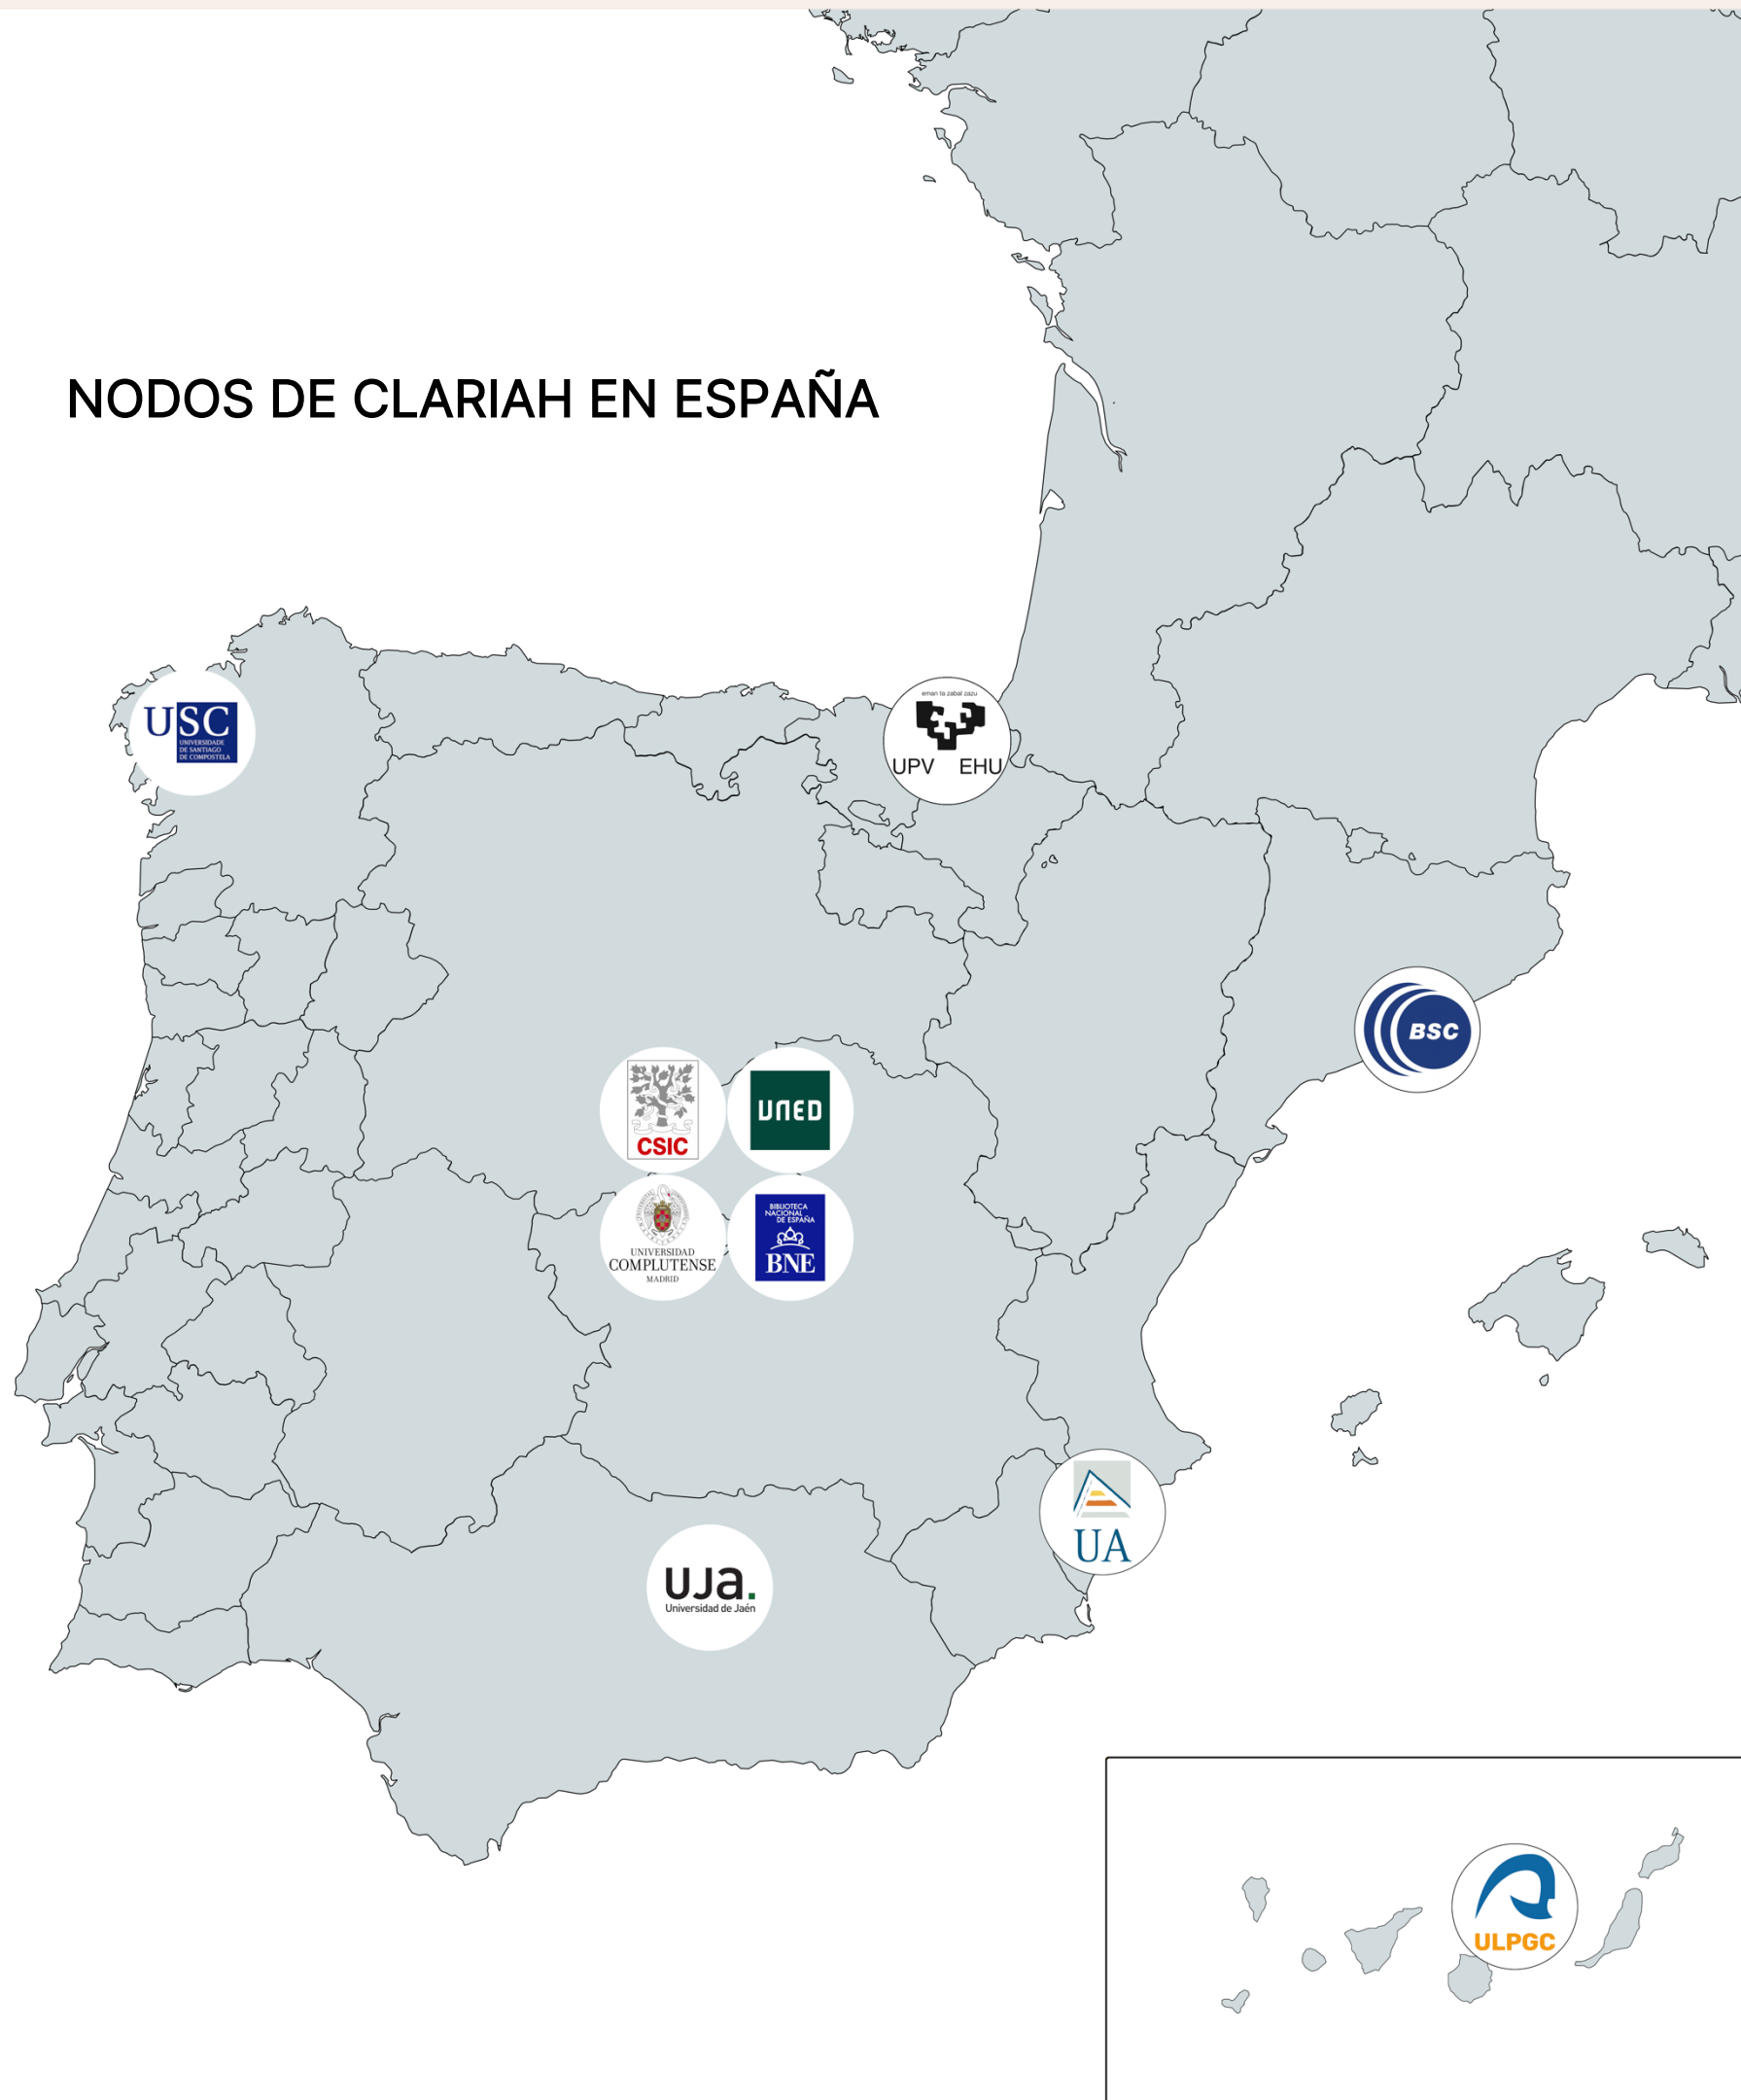 NODOS DE CLARIAH EN ESPAÑA
USC
UNIVERSIDADE
DE SANTIAGO
DE COMPOSTELA
eman ta zabal zazu
UPV EHU
BSC
CSIC
UNED
UNIVERSIDAD
COMPLUTENSE
MADRID
BIBLIOTECA
NACIONAL
DE ESPAÑA
BNE
UA
uja.
Universidad de Jaén
ULPGC